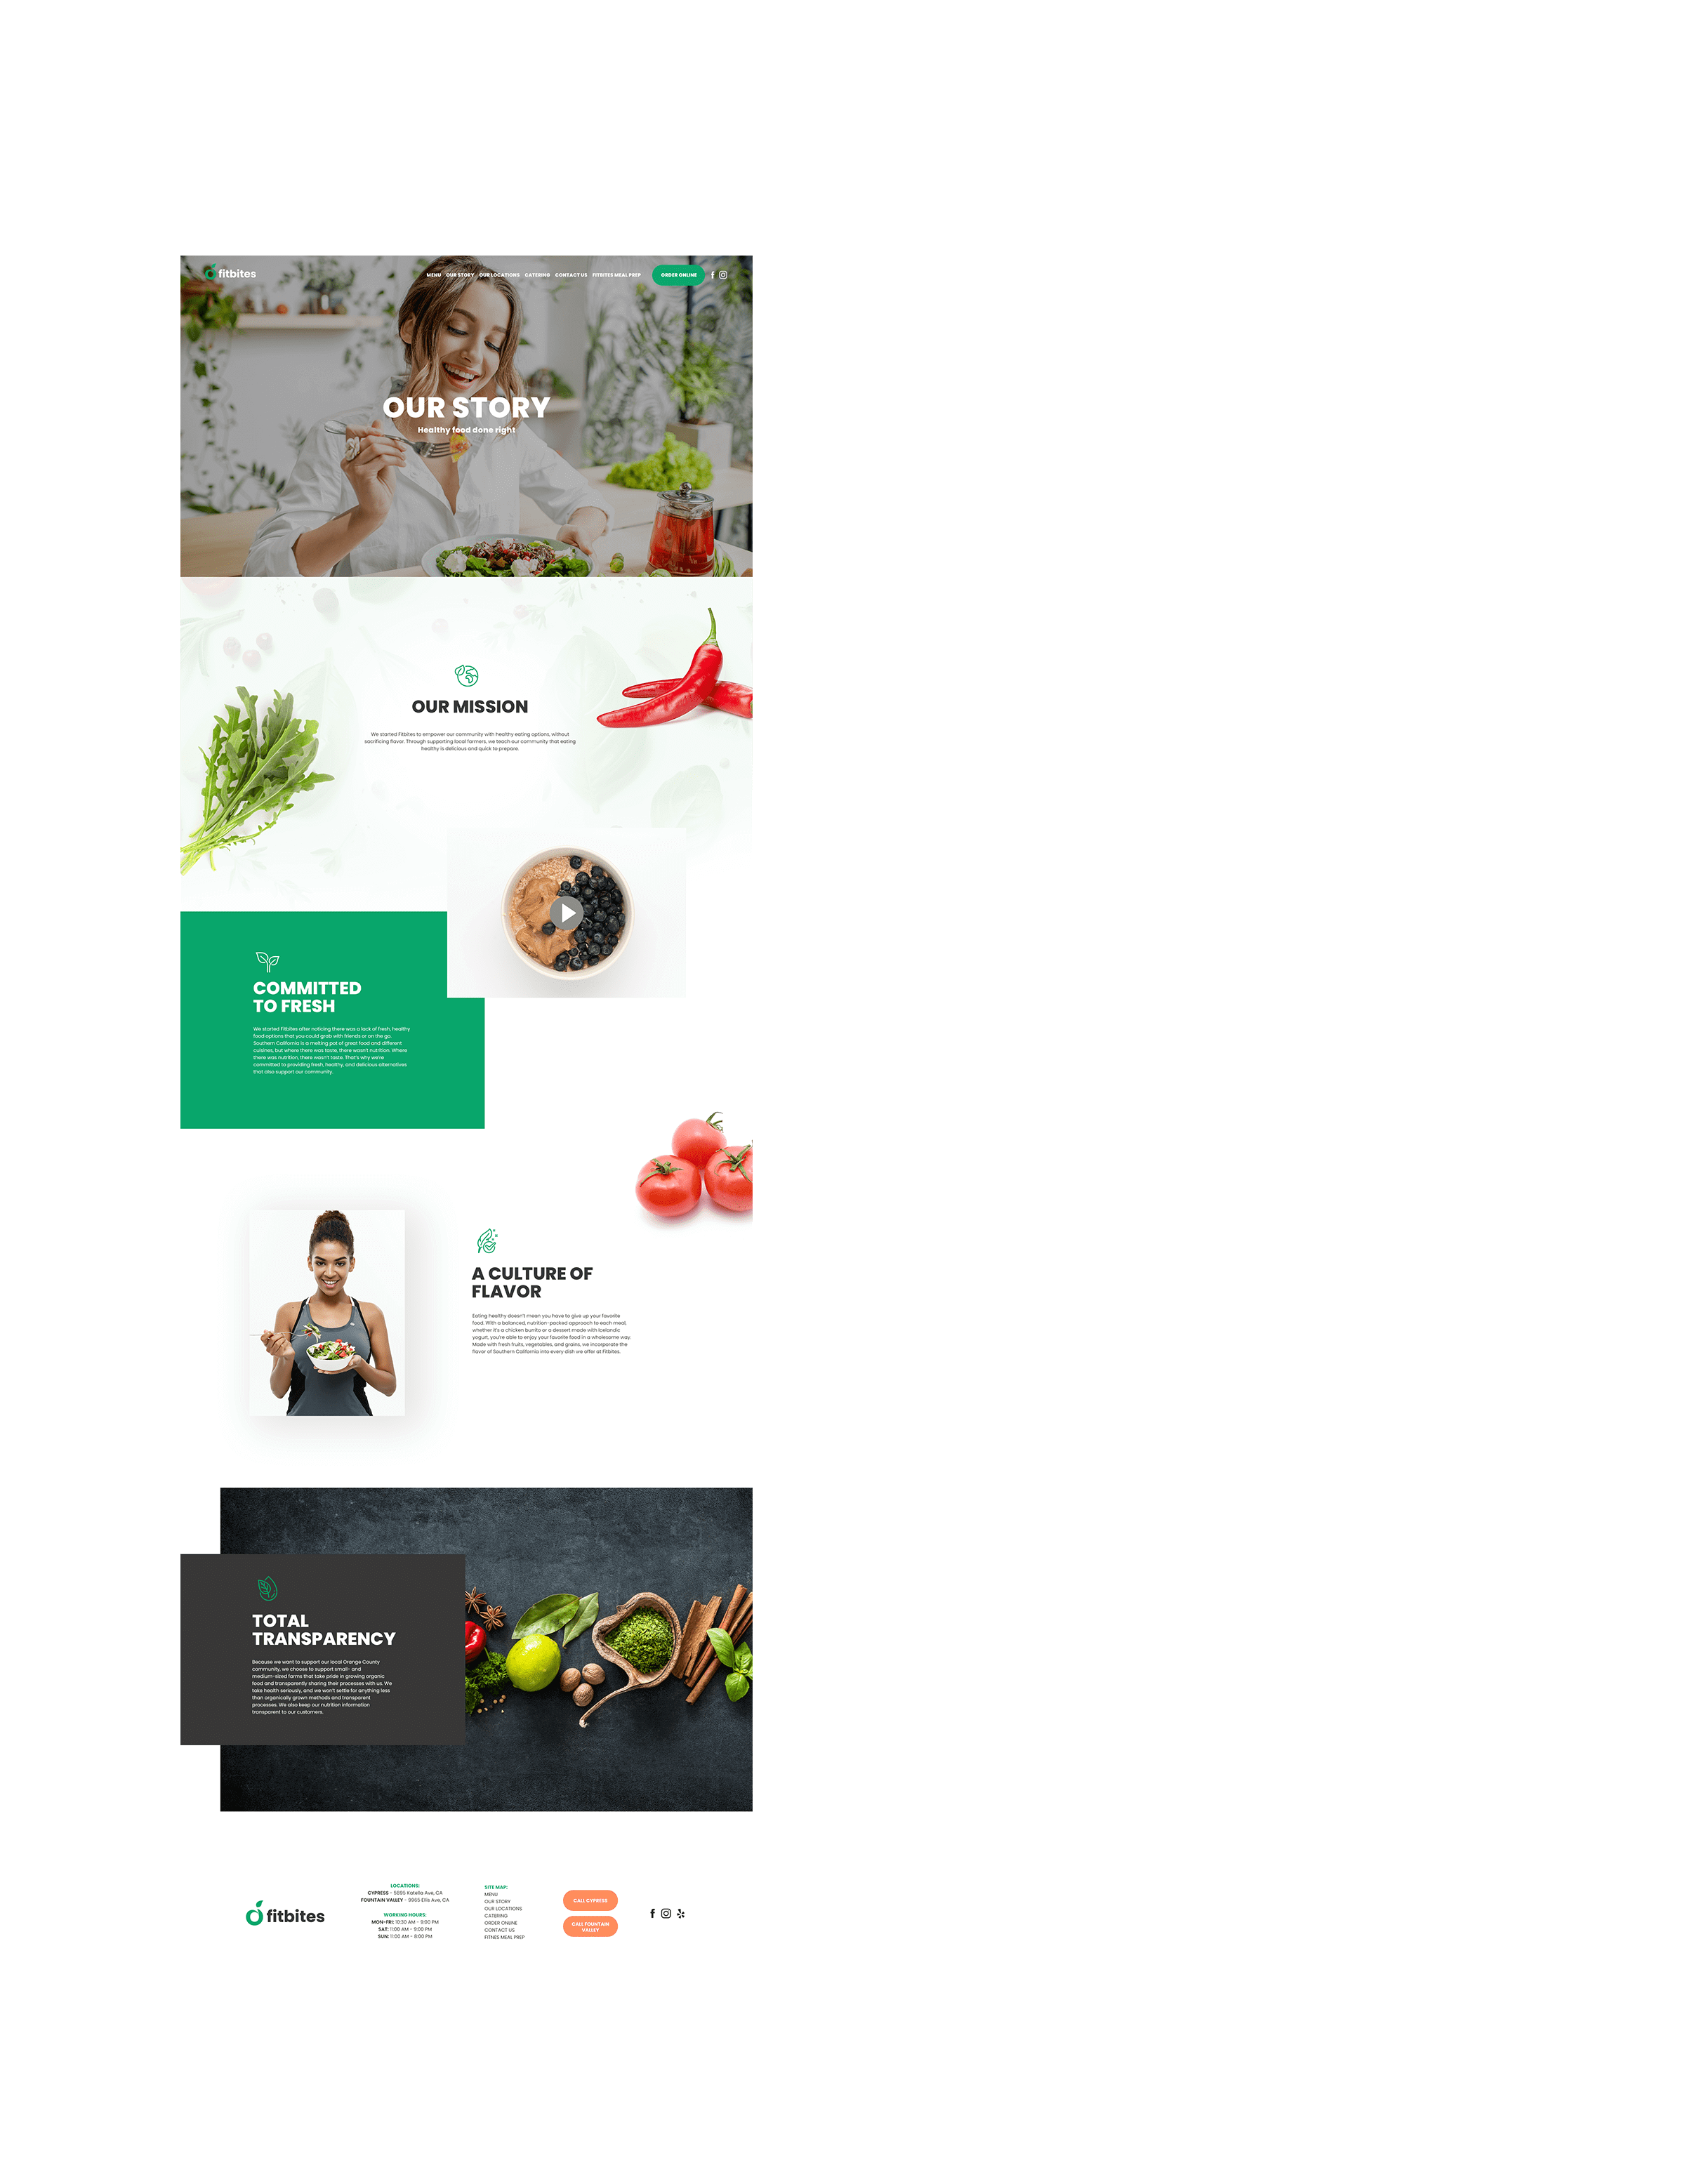 fitbites
MENU OUR STORY OUR LOCATIONS CATERING CONTACT US FITBITES MEAL PREP ORDER ONLINE
OUR STORY
Healthy food done right
OUR MISSION
We started Fitbites to empower our community with healthy eating options, without
sacrificing flavor. Through supporting local farmers, we teach our community that eating
healthy is delicious and quick to prepare.
COMMITTED
TO FRESH
We started Fitbites after noticing there was a lack of fresh, healthy
food options that you could grab with friends or on the go.
Southern California is a melting pot of great food and different
cuisines, but where there was taste, there wasn't nutrition. Where
there was nutrition, there wasn't taste. That's why we're
committed to providing fresh, healthy, and delicious alternatives
that also support our community.
A CULTURE OF
FLAVOR
Eating healthy doesn't mean you have to give up your favorite
food. With a balanced, nutrition-packed approach to each meal,
whether it's a chicken burrito or a dessert made with Icelandic
yogurt, you're able to enjoy your favorite food in a wholesome way.
Made with fresh fruits, vegetables, and grains, we incorporate the
flavor of Southern California into every dish we offer at Fitbites.
TOTAL
TRANSPARENCY
Because we want to support our local Orange County
community, we choose to support small- and
medium-sized farms that take pride in growing organic
food and transparently sharing their processes with us. We
take health seriously, and we won't settle for anything less
than organically grown methods and transparent
processes. We also keep our nutrition information
transparent to our customers.
fitbites
LOCATIONS:
CYPRESS - 5895 Katella Ave, CA
FOUNTAIN VALLEY - 9965 Ellis Ave, CA
WORKING HOURS:
MON-FRI: 10:30 AM - 9:00 PM
SAT: 11:00 AM - 9:00 PM
SUN: 11:00 AM - 8:00 PM
SITE MAP:
MENU
OUR STORY
OUR LOCATIONS
CATERING
ORDER ONLINE
CONTACT US
FITNES MEAL PREP
CALL CYPRESS
CALL FOUNTAIN
VALLEY